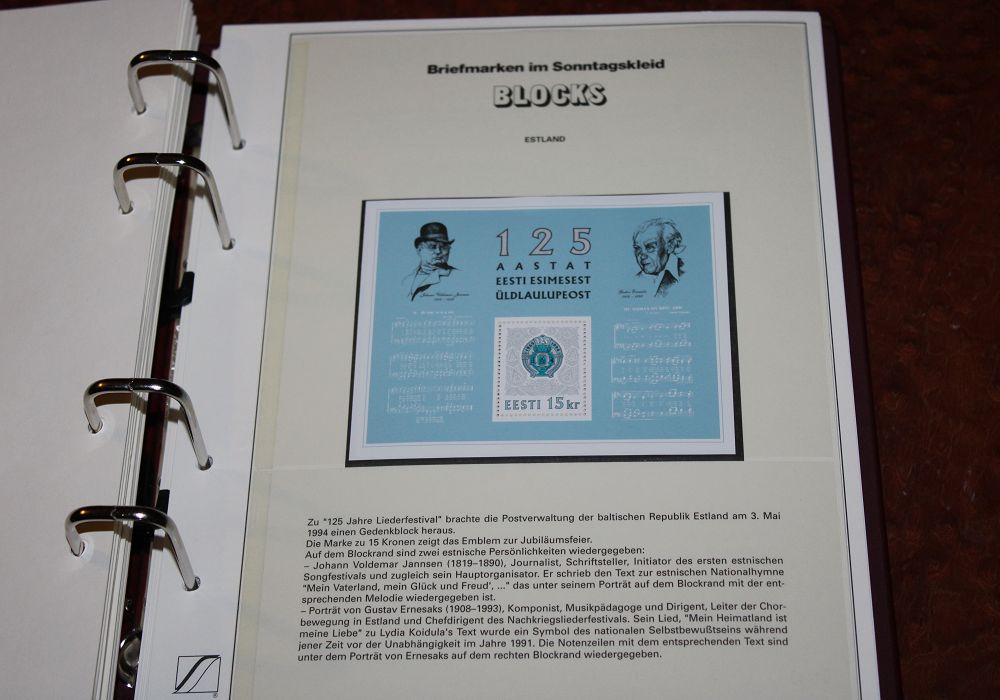 Briefmarken im Sonntagskleid
BLOCKS
ESTLAND
125
AASTAT
EESTI ESIMESEST
ÜLDLAULUPEOST
EESTI 15kr
Zu "125 Jahre Liederfestival" brachte die Postverwaltung der baltischen Republik Estland am 3. Mai
1994 einen Gedenkblock heraus.
Die Marke zu 15 Kronen zeigt das Emblem zur Jubiläumsfeier.
Auf dem Blockrand sind zwei estnische Persönlichkeiten wiedergegeben:
– Johann Voldemar Jannsen (1819–1890), Journalist, Schriftsteller, Initiator des ersten estnischen
Songfestivals und zugleich sein Hauptorganisator. Er schrieb den Text zur estnischen Nationalhymne
"Mein Vaterland, mein Glück und Freud', ..." das unter seinem Porträt auf dem Blockrand mit der ent-
sprechenden Melodie wiedergegeben ist.
– Porträt von Gustav Ernesaks (1908–1993), Komponist, Musikpädagoge und Dirigent, Leiter der Chor-
bewegung in Estland und Chefdirigent des Nachkriegsliederfestivals. Sein Lied, "Mein Heimatland ist
meine Liebe" zu Lydia Koidula's Text wurde ein Symbol des nationalen Selbstbewußtseins während
jener Zeit vor der Unabhängigkeit im Jahre 1991. Die Notenzeilen mit dem entsprechenden Text sind
unter dem Porträt von Ernesaks auf dem rechten Blockrand wiedergegeben.